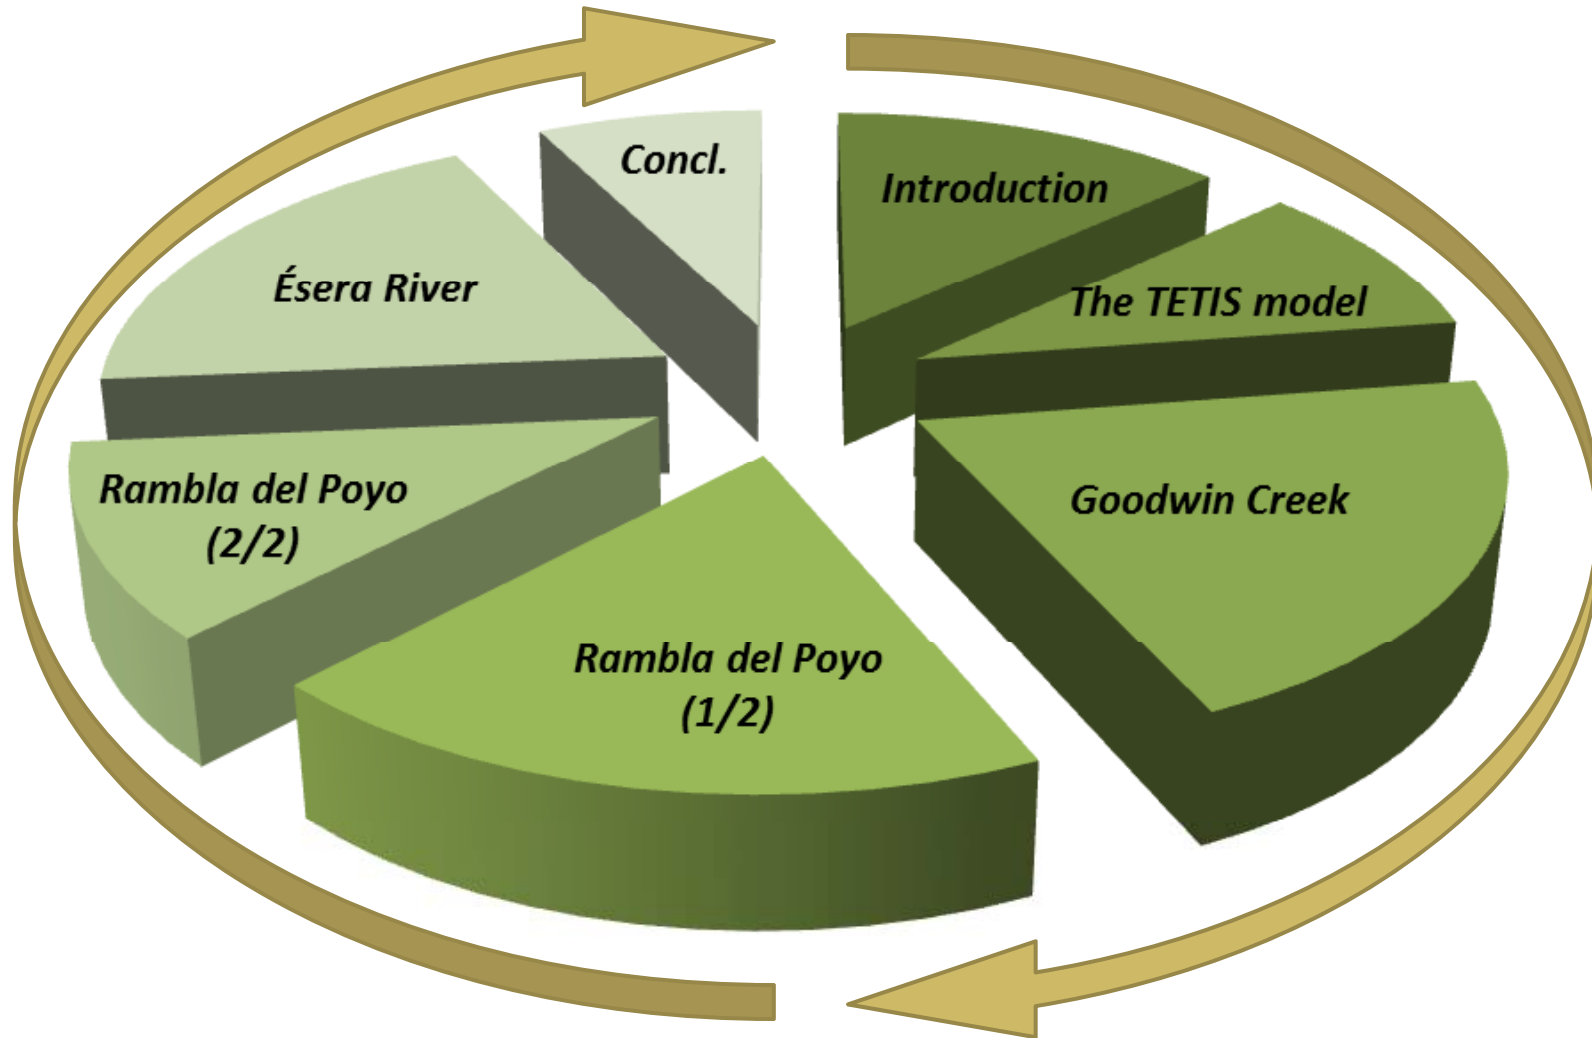 Introduction
The TETIS model
Goodwin Creek
Rambla del Poyo
(1/2)
Rambla del Poyo
(2/2)
Ésera River
Concl.